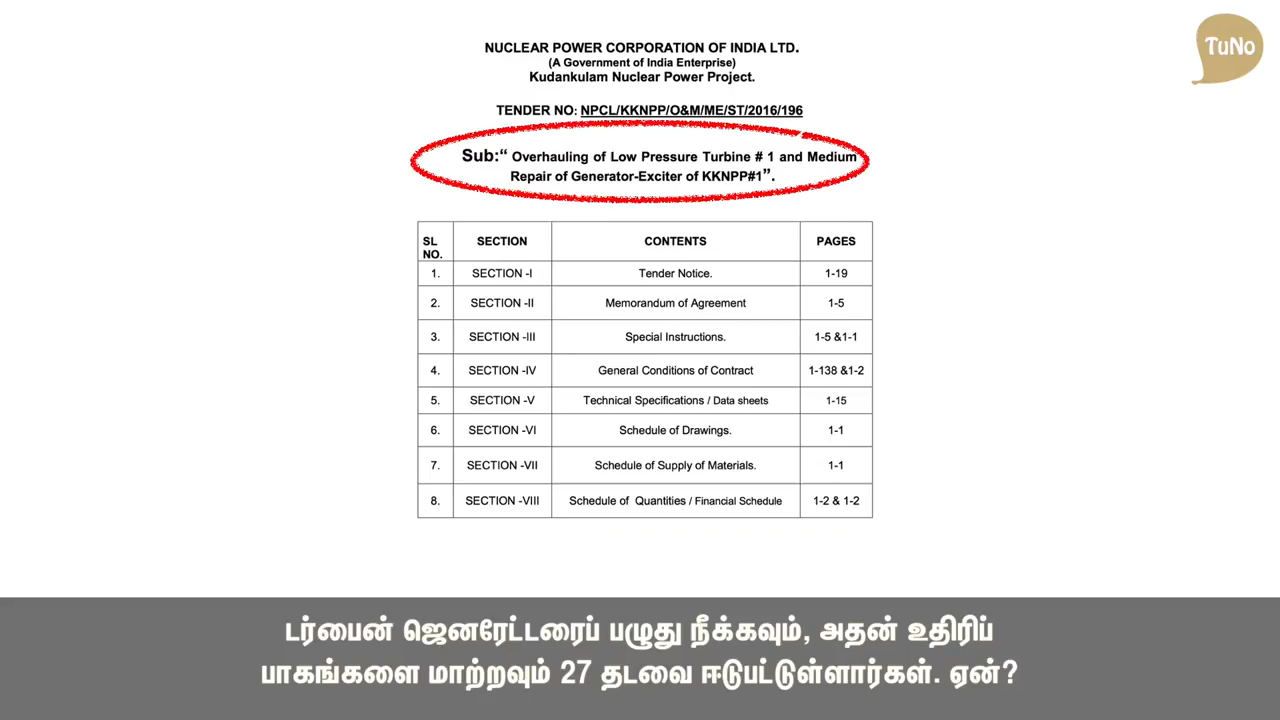 TuNo
NUCLEAR POWER CORPORATION OF INDIA LTD.
(A Government of India Enterprise)
Kudankulam Nuclear Power Project.
TENDER NO: NPCL/KKNPP/O&M/ME/ST/2016/196
Sub:“ Overhauling of Low Pressure Turbine # 1 and Medium
Repair of Generator-Exciter of KKNPP#1”.
SL NO. SECTION CONTENTS PAGES
1. SECTION -I Tender Notice. 1-19
2. SECTION -II Memorandum of Agreement 1-5
3. SECTION -III Special Instructions. 1-5 &1-1
4. SECTION -IV General Conditions of Contract 1-138 &1-2
5. SECTION -V Technical Specifications / Data sheets 1-15
6. SECTION -VI Schedule of Drawings. 1-1
7. SECTION -VII Schedule of Supply of Materials. 1-1
8. SECTION -VIII Schedule of Quantities / Financial Schedule 1-2 & 1-2
டர்பைன் ஜெனரேட்டரைப் பழுது நீக்கவும், அதன் உதிரிப்
பாகங்களை மாற்றவும் 27 தடவை ஈடுபட்டுள்ளார்கள். ஏன்?